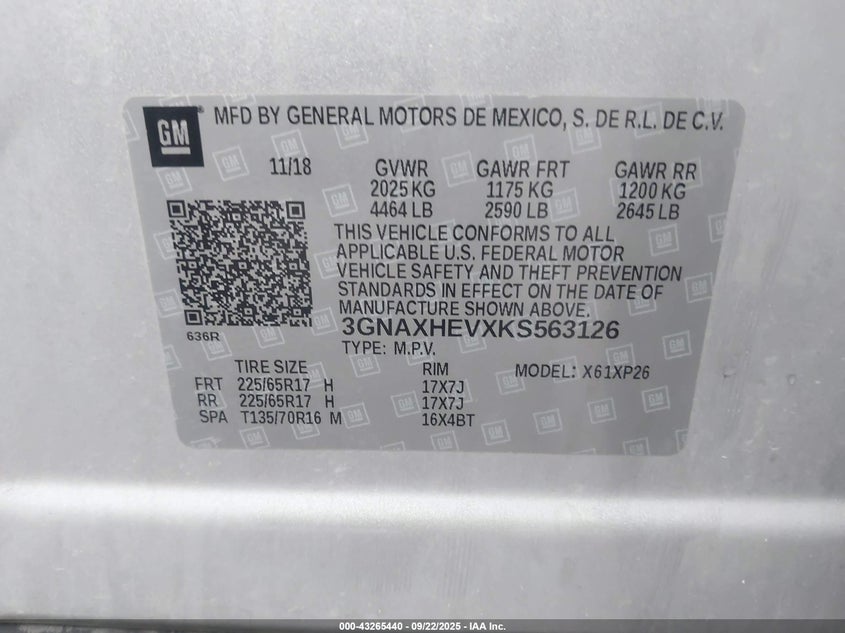 GM® MFD BY GENERAL MOTORS DE MEXICO, S. DE R.L. DE C.V.
11/18 GVWR GAWR FRT GAWR RR
2025 KG 1175 KG 1200 KG
4464 LB 2590 LB 2645 LB
THIS VEHICLE CONFORMS TO ALL
APPLICABLE U.S. FEDERAL MOTOR
VEHICLE SAFETY AND THEFT PREVENTION
STANDARDS IN EFFECT ON THE DATE OF
MANUFACTURE SHOWN ABOVE.
636R 3GNAXHEVXKS563126
TYPE: M.P.V.
TIRE SIZE RIM MODEL: X61XP26
FRT 225/65R17 H 17X7J
RR 225/65R17 H 17X7J
SPA T135/70R16 M 16X4BT
000-43265440 - 09/22/2025 - IAA Inc.